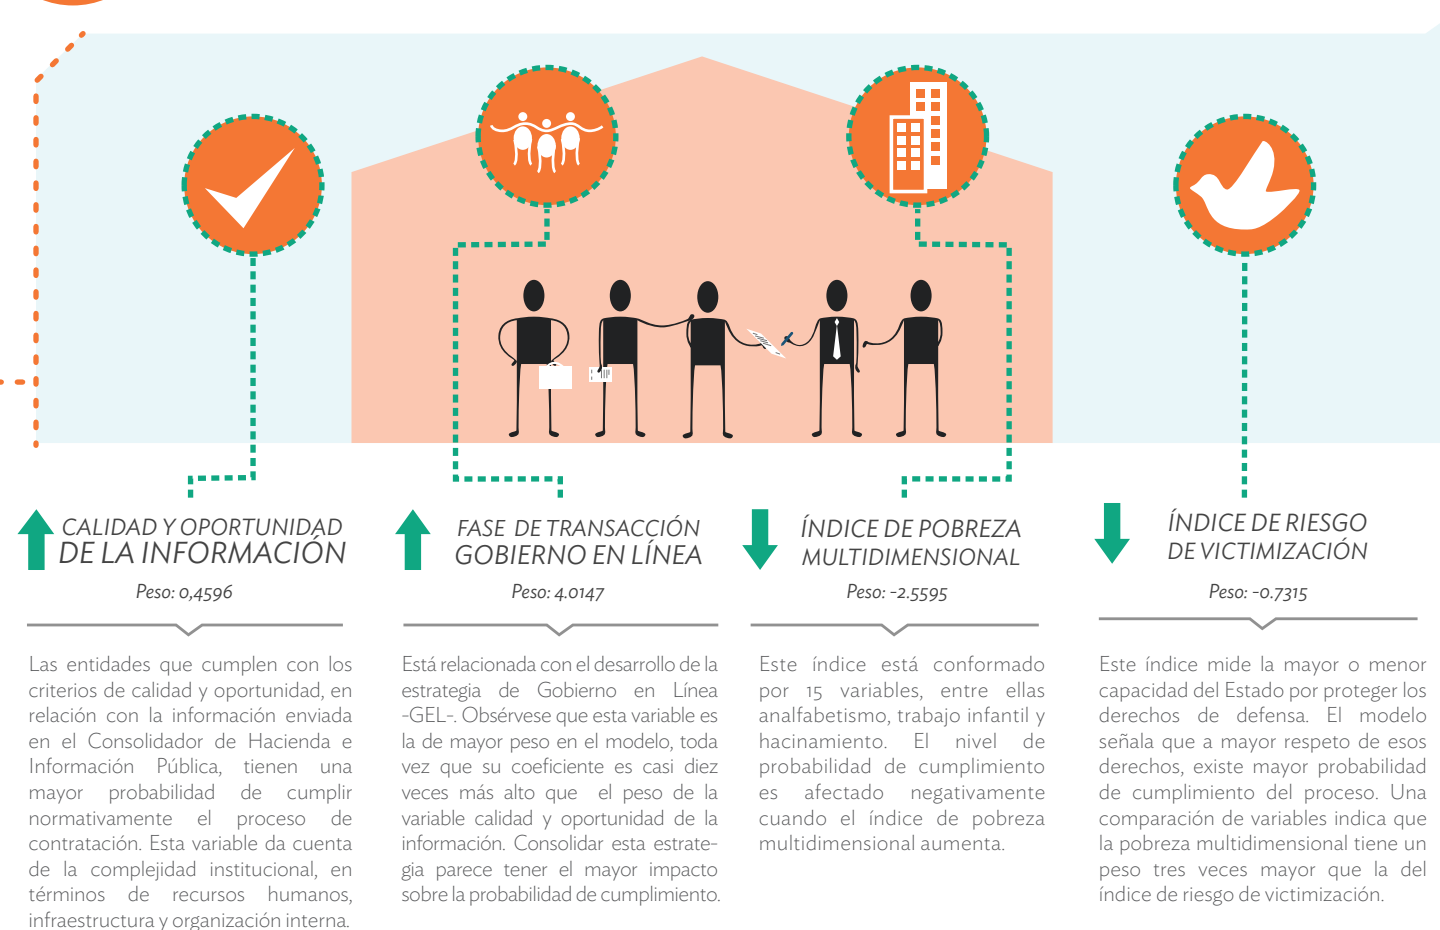 CALIDAD Y OPORTUNIDAD
DE LA INFORMACIÓN
Peso: 0,4596
Las entidades que cumplen con los
criterios de calidad y oportunidad, en
relación con la información enviada
en el Consolidador de Hacienda e
Información Pública, tienen una
mayor probabilidad de cumplir
normativamente el proceso de
contratación. Esta variable da cuenta
de la complejidad institucional, en
términos de recursos humanos,
infraestructura y organización interna.
FASE DE TRANSACCIÓN
GOBIERNO EN LÍNEA
Peso: 4.0147
Está relacionada con el desarrollo de la
estrategia de Gobierno en Línea
-GEL-. Obsérvese que esta variable es
la de mayor peso en el modelo, toda
vez que su coeficiente es casi diez
veces más alto que el peso de la
variable calidad y oportunidad de la
información. Consolidar esta estrate-
gia parece tener el mayor impacto
sobre la probabilidad de cumplimiento.
ÍNDICE DE POBREZA
MULTIDIMENSIONAL
Peso: -2.5595
Este índice está conformado
por 15 variables, entre ellas
analfabetismo, trabajo infantil y
hacinamiento. El nivel de
probabilidad de cumplimiento
es afectado negativamente
cuando el índice de pobreza
multidimensional aumenta.
ÍNDICE DE RIESGO
DE VICTIMIZACIÓN
Peso: -0.7315
Este índice mide la mayor o menor
capacidad del Estado por proteger los
derechos de defensa. El modelo
señala que a mayor respeto de esos
derechos, existe mayor probabilidad
de cumplimiento del proceso. Una
comparación de variables indica que
la pobreza multidimensional tiene un
peso tres veces mayor que la del
índice de riesgo de victimización.